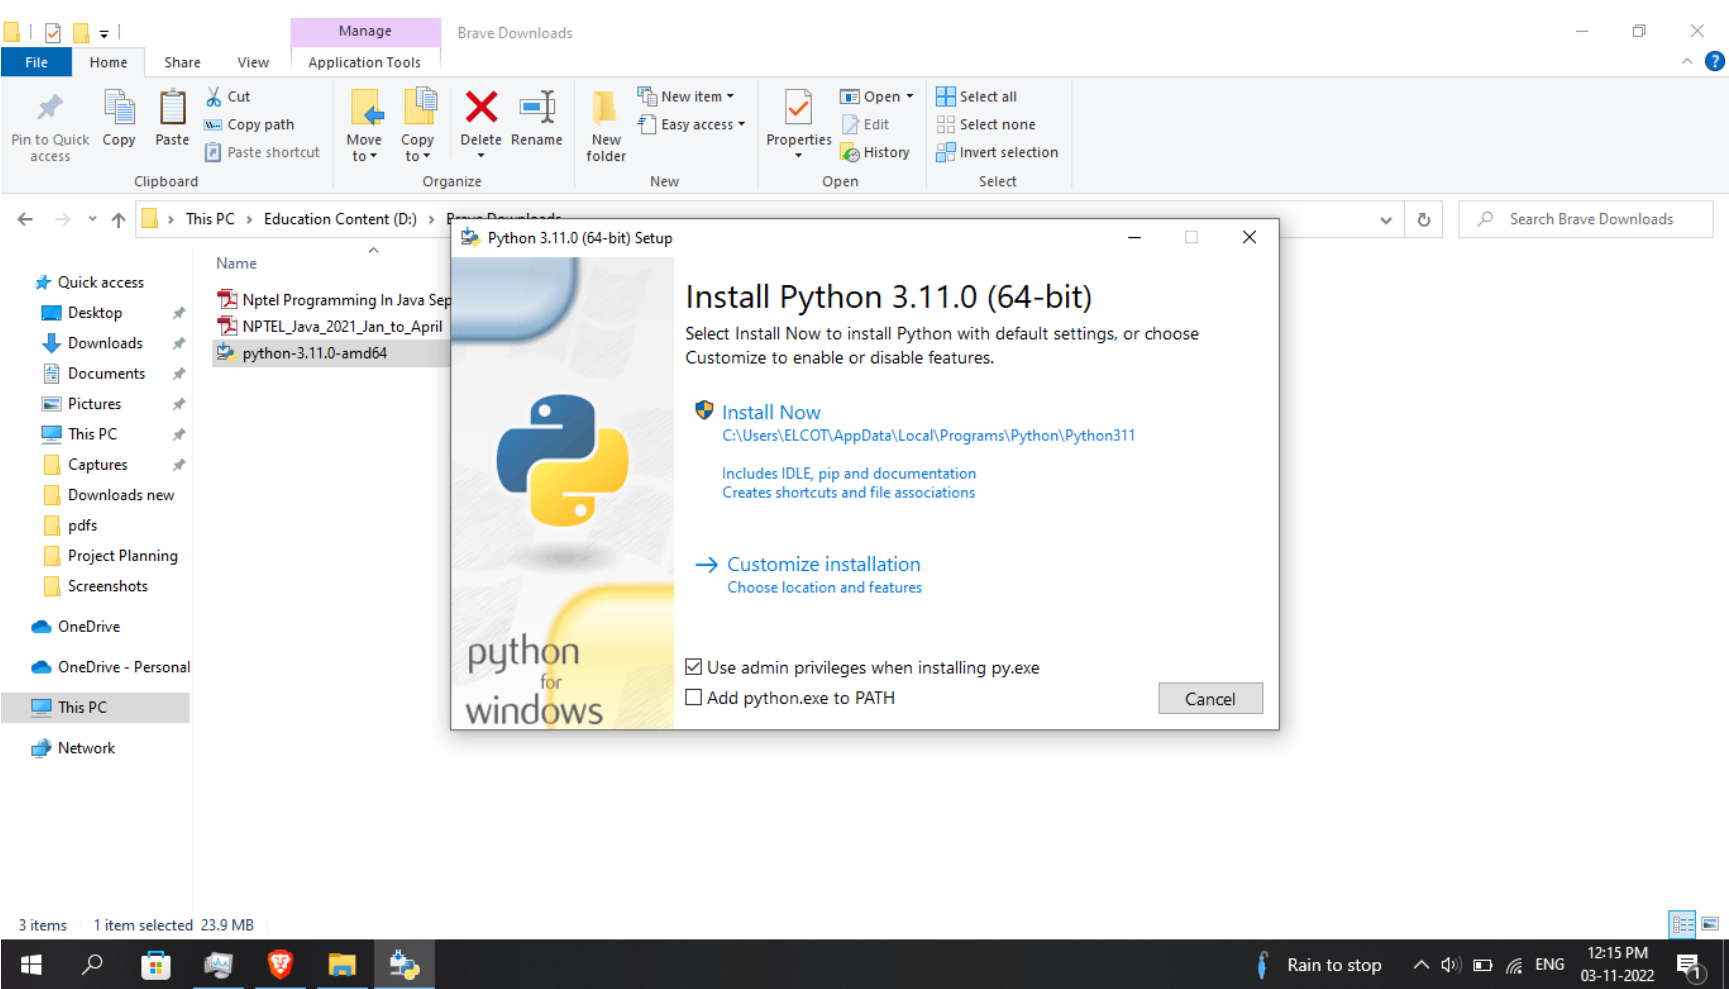 Manage
Brave Downloads
File
Home
Share
View
Application Tools
Pin to Quick access
Copy
Paste
Cut
Copy path
Paste shortcut
Clipboard
Move to
Copy to
Delete
Rename
Organize
New folder
New item
Easy access
New
Properties
Open
Edit
History
Open
Select all
Select none
Invert selection
Select
This PC > Education Content (D:) > Brave Downloads
Search Brave Downloads
Quick access
Desktop
Downloads
Documents
Pictures
This PC
Captures
Downloads new
pdfs
Project Planning
Screenshots
OneDrive
OneDrive - Personal
This PC
Network
Name
Nptel Programming In Java Sep
NPTEL_Java_2021_Jan_to_April
python-3.11.0-amd64
Python 3.11.0 (64-bit) Setup
Install Python 3.11.0 (64-bit)
Select Install Now to install Python with default settings, or choose
Customize to enable or disable features.
Install Now
C:\Users\ELCOT\AppData\Local\Programs\Python\Python311
Includes IDLE, pip and documentation
Creates shortcuts and file associations
Customize installation
Choose location and features
python
for
windows
Use admin privileges when installing py.exe
Add python.exe to PATH
Cancel
3 items
1 item selected 23.9 MB
Rain to stop
ENG
12:15 PM
03-11-2022
1